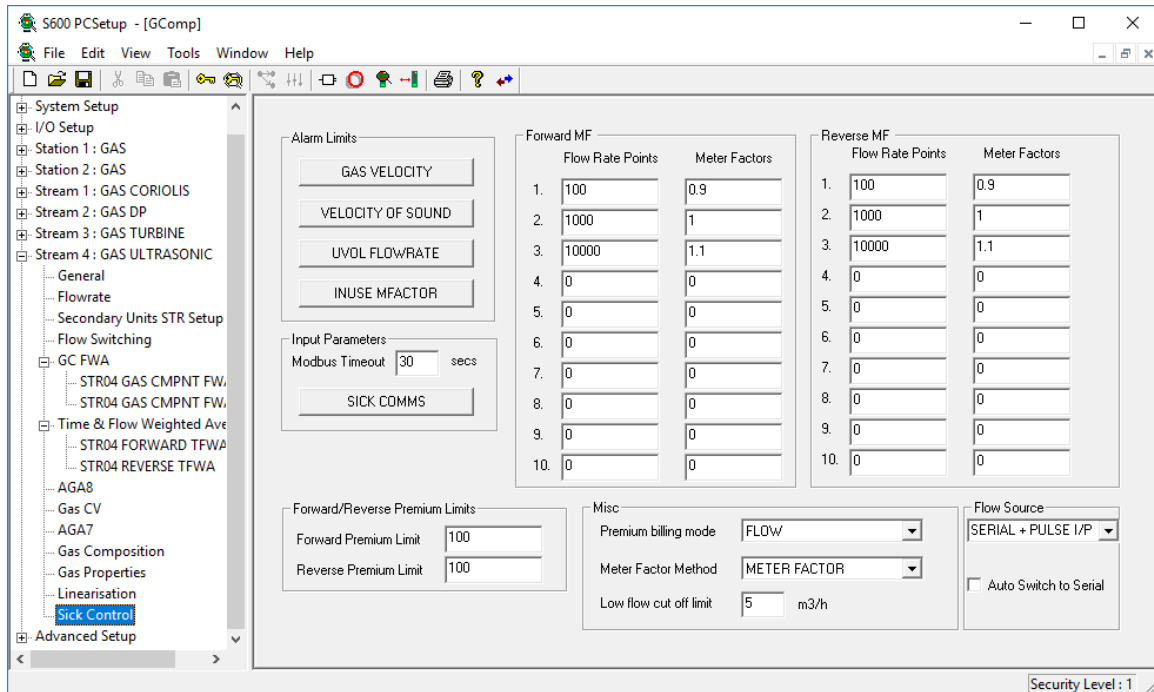 S600 PCSetup - [GComp]
File Edit View Tools Window Help
System Setup
I/O Setup
Station 1 : GAS
Station 2 : GAS
Stream 1 : GAS CORIOLIS
Stream 2 : GAS DP
Stream 3 : GAS TURBINE
Stream 4 : GAS ULTRASONIC
General
Flowrate
Secondary Units STR Setup
Flow Switching
GC FWA
STR04 GAS CMPNT FWA
STR04 GAS CMPNT FWA
Time & Flow Weighted Ave
STR04 FORWARD TFWA
STR04 REVERSE TFWA
AGA8
Gas CV
AGA7
Gas Composition
Gas Properties
Linearisation
Sick Control
Advanced Setup
Alarm Limits
GAS VELOCITY
VELOCITY OF SOUND
UVOL FLOWRATE
INUSE MFACTOR
Input Parameters
Modbus Timeout 30 secs
SICK COMMS
Forward MF
Flow Rate Points Meter Factors
1. 100 0.9
2. 1000 1
3. 10000 1.1
4. 0 0
5. 0 0
6. 0 0
7. 0 0
8. 0 0
9. 0 0
10. 0 0
Reverse MF
Flow Rate Points Meter Factors
1. 100 0.9
2. 1000 1
3. 10000 1.1
4. 0 0
5. 0 0
6. 0 0
7. 0 0
8. 0 0
9. 0 0
10. 0 0
Forward/Reverse Premium Limits
Forward Premium Limit 100
Reverse Premium Limit 100
Misc
Premium billing mode FLOW
Meter Factor Method METER FACTOR
Low flow cut off limit 5 m3/h
Flow Source
SERIAL + PULSE I/P
Auto Switch to Serial
Security Level : 1